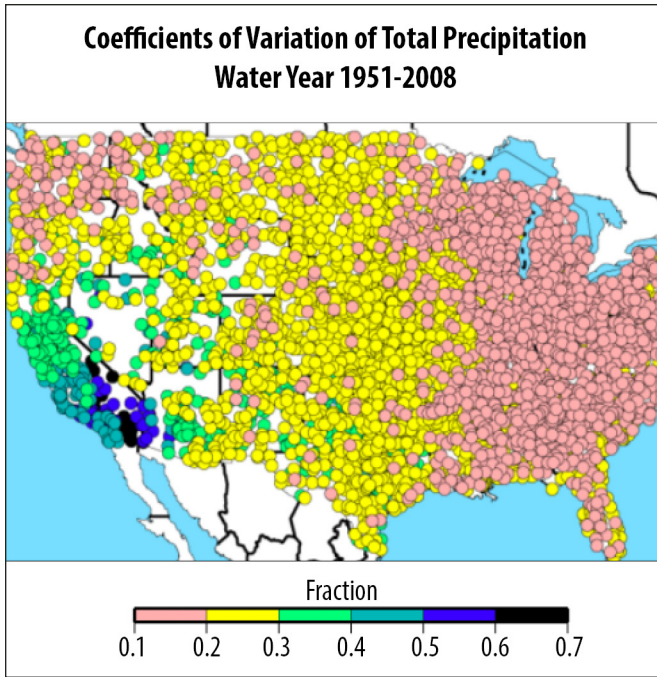 Coefficients of Variation of Total Precipitation
Water Year 1951-2008
Fraction
0.1 0.2 0.3 0.4 0.5 0.6 0.7